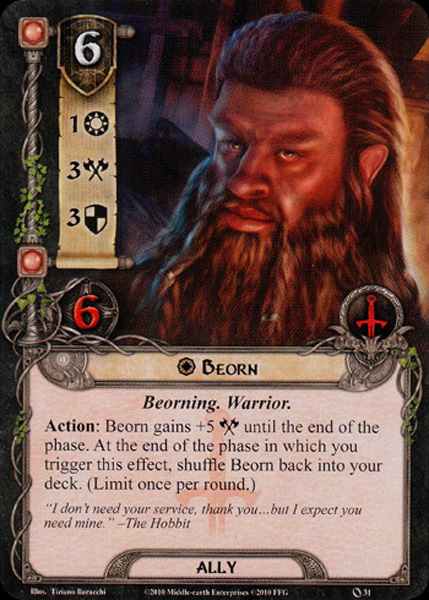 6
1
3
3
6
Beorn
Beorning. Warrior.
Action: Beorn gains +5 until the end of the
phase. At the end of the phase in which you
trigger this effect, shuffle Beorn back into your
deck. (Limit once per round.)
"I don't need your service, thank you…but I expect you
need mine." –The Hobbit
ALLY
Illus. Tiziano Baracchi ©2010 Middle-earth Enterprises ©2010 FFG 31